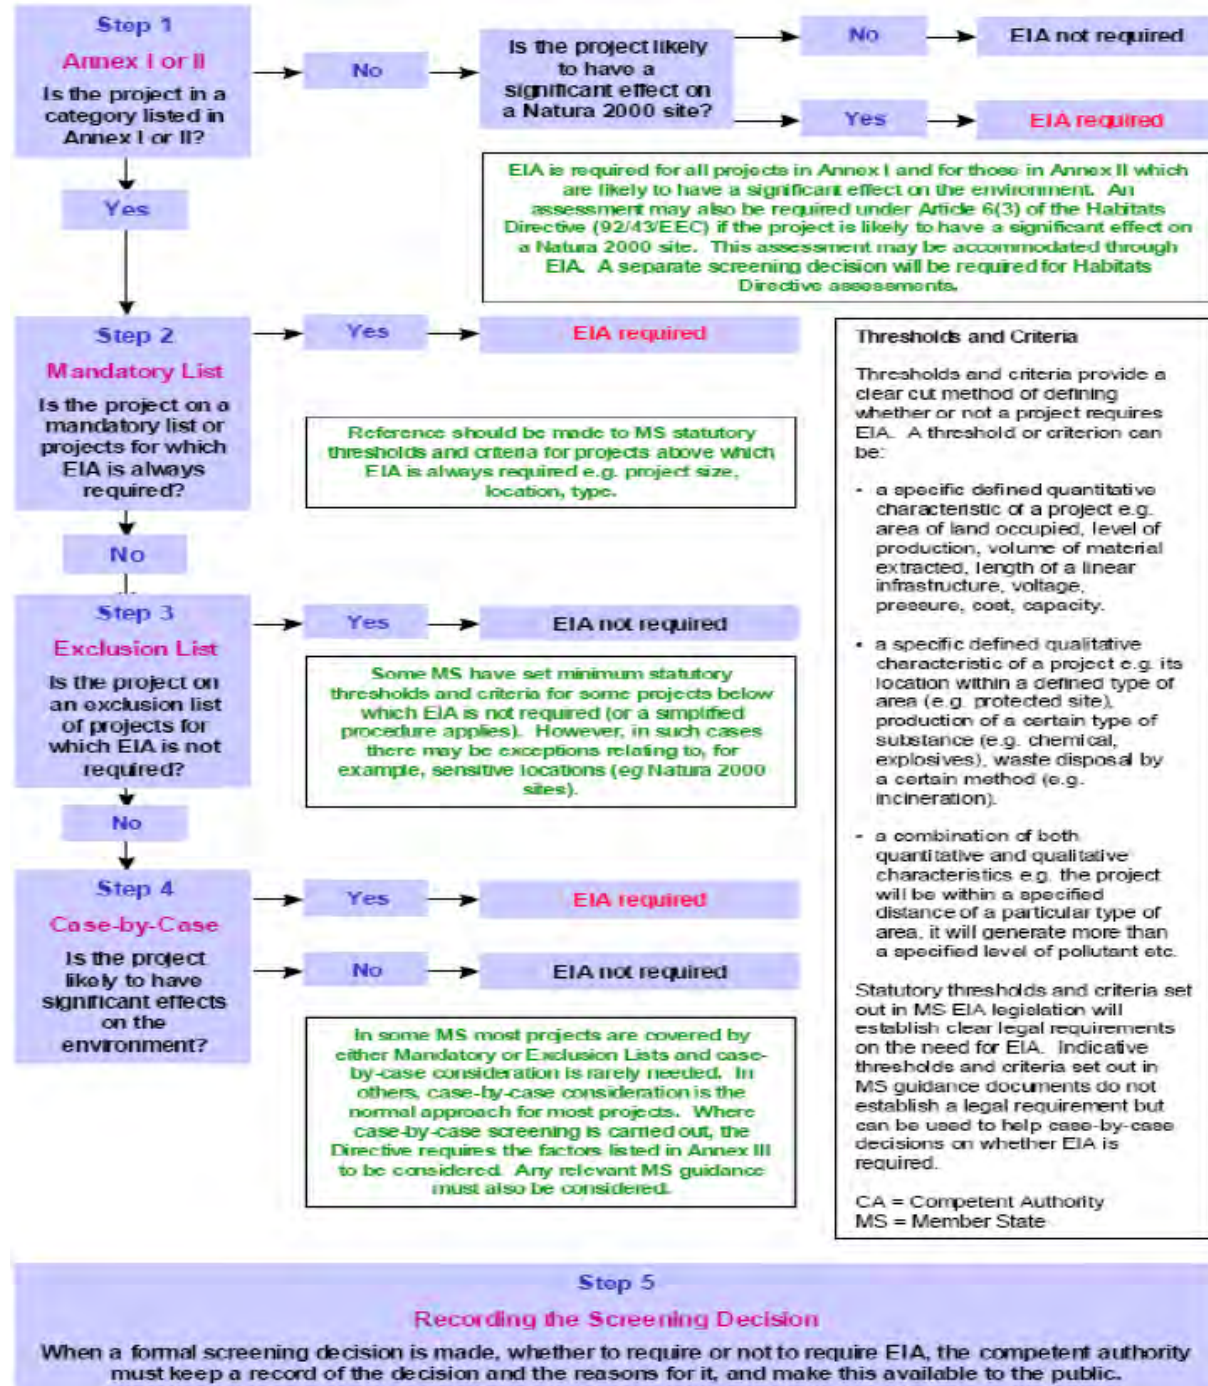 Step 1
Annex I or II
Is the project in a
category listed in
Annex I or II?
No
Is the project likely
to have a
significant effect on
a Natura 2000 site?
No
EIA not required
Yes
EIA required
Yes
EIA is required for all projects in Annex I and for those in Annex II which
are likely to have a significant effect on the environment. An
assessment may also be required under Article 6(3) of the Habitats
Directive (92/43/EEC) if the project is likely to have a significant effect on
a Natura 2000 site. This assessment may be accommodated through
EIA. A separate screening decision will be required for Habitats
Directive assessments.
Step 2
Mandatory List
Is the project on a
mandatory list or
projects for which
EIA is always
required?
Yes
EIA required
Reference should be made to MS statutory
thresholds and criteria for projects above which
EIA is always required e.g. project size,
location, type.
No
Step 3
Exclusion List
Is the project on
an exclusion list
of projects for
which EIA is not
required?
Yes
EIA not required
Some MS have set minimum statutory
thresholds and criteria for some projects below
which EIA is not required (or a simplified
procedure applies). However, in such cases
there may be exceptions relating to, for
example, sensitive locations (eg Natura 2000
sites).
No
Step 4
Case-by-Case
Is the project
likely to have
significant effects
on the
environment?
Yes
EIA required
No
EIA not required
In some MS most projects are covered by
either Mandatory or Exclusion Lists and case-
by-case consideration is rarely needed. In
others, case-by-case consideration is the
normal approach for most projects. Where
case-by-case screening is carried out, the
Directive requires the factors listed in Annex III
to be considered. Any relevant MS guidance
must also be considered.
Thresholds and Criteria
Thresholds and criteria provide a
clear cut method of defining
whether or not a project requires
EIA. A threshold or criterion can
be:
• a specific defined quantitative
characteristic of a project e.g.
area of land occupied, level of
production, volume of material
extracted, length of a linear
infrastructure, voltage,
pressure, cost, capacity.
• a specific defined qualitative
characteristic of a project e.g. its
location within a defined type of
area (e.g. protected site),
production of a certain type of
substance (e.g. chemical,
explosives), waste disposal by
a certain method (e.g.
incineration).
• a combination of both
quantitative and qualitative
characteristics e.g. the project
will be within a specified
distance of a particular type of
area, it will generate more than
a specified level of pollutant etc.
Statutory thresholds and criteria set
out in MS EIA legislation will
establish clear legal requirements
on the need for EIA. Indicative
thresholds and criteria set out in
MS guidance documents do not
establish a legal requirement but
can be used to help case-by-case
decisions on whether EIA is
required.
CA = Competent Authority
MS = Member State
Step 5
Recording the Screening Decision
When a formal screening decision is made, whether to require or not to require EIA, the competent authority
must keep a record of the decision and the reasons for it, and make this available to the public.